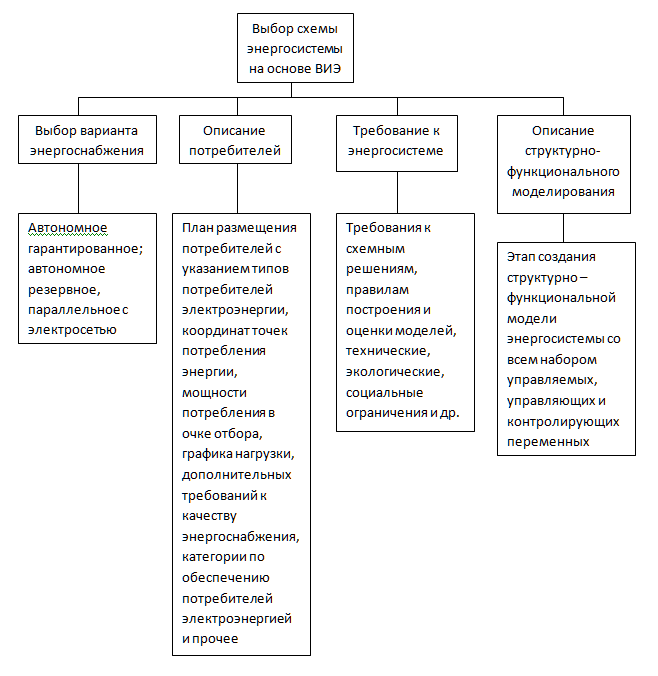 Выбор схемы
энергосистемы
на основе ВИЭ
Выбор варианта
энергоснабжения
Описание
потребителей
Требование к
энергосистеме
Описание
структурно-
функционального
моделирования
Автономное
гарантированное;
автономное
резервное,
параллельное с
электросетью
План размещения
потребителей с
указанием типов
потребителей
электроэнергии,
координат точек
потребления
энергии,
мощности
потребления в
очке отбора,
графика нагрузки,
дополнительных
требований к
качеству
энергоснабжения,
категории по
обеспечению
потребителей
электроэнергией
и прочее
Требования к
схемным
решениям,
правилам
построения и
оценки моделей,
технические,
экологические,
социальные
ограничения и др.
Этап создания
структурно –
функциональной
модели
энергосистемы со
всем набором
управляемых,
управляющих и
контролирующих
переменных